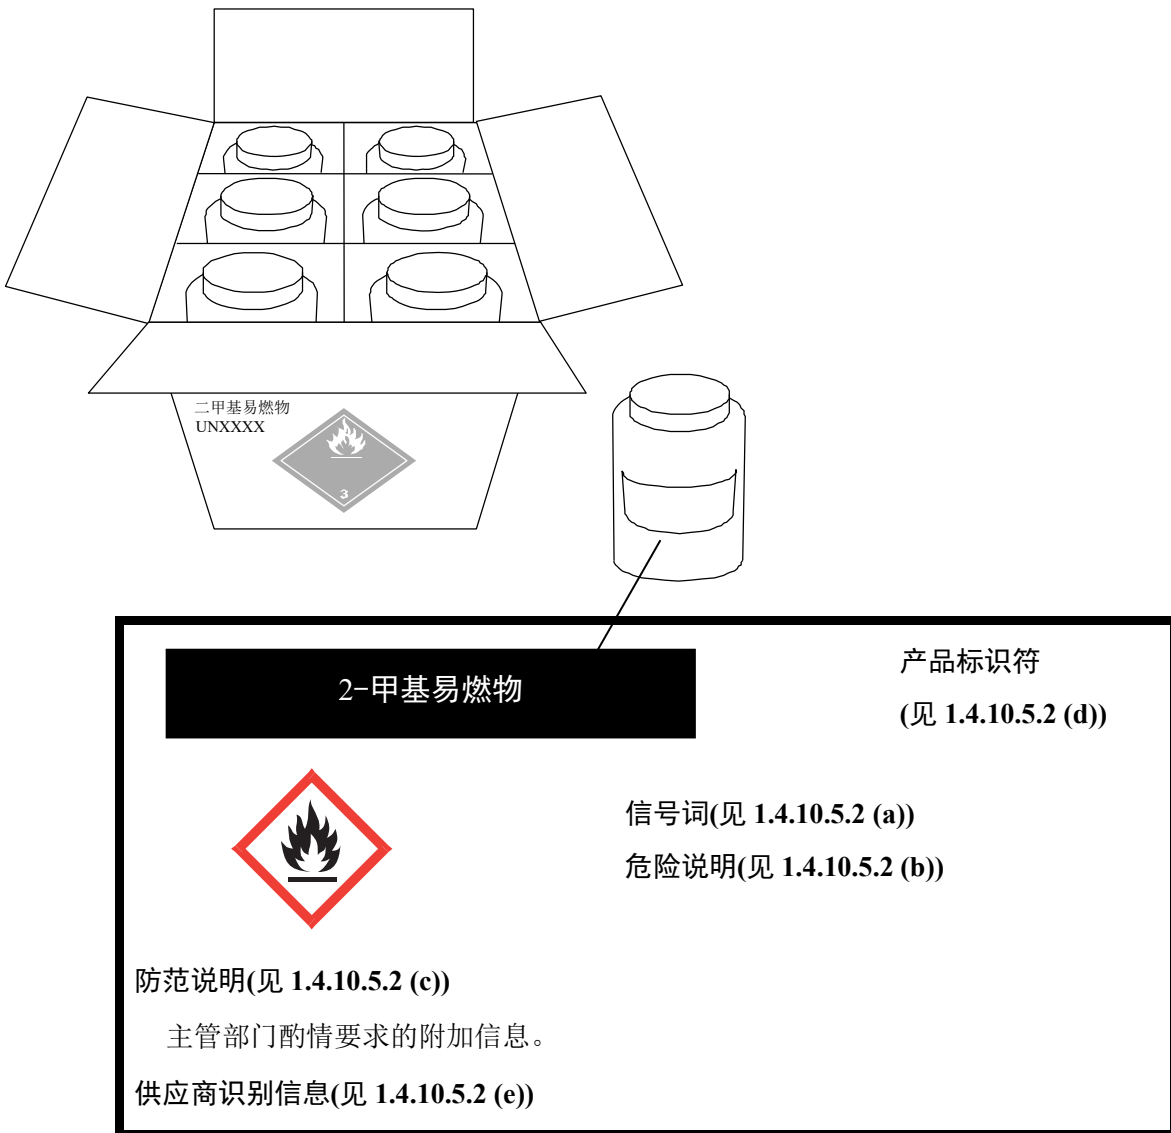 二甲基易燃物
UNXXXX
3
2-甲基易燃物
产品标识符
(见 1.4.10.5.2 (d))
信号词(见 1.4.10.5.2 (a))
危险说明(见 1.4.10.5.2 (b))
防范说明(见 1.4.10.5.2 (c))
主管部门酌情要求的附加信息。
供应商识别信息(见 1.4.10.5.2 (e))